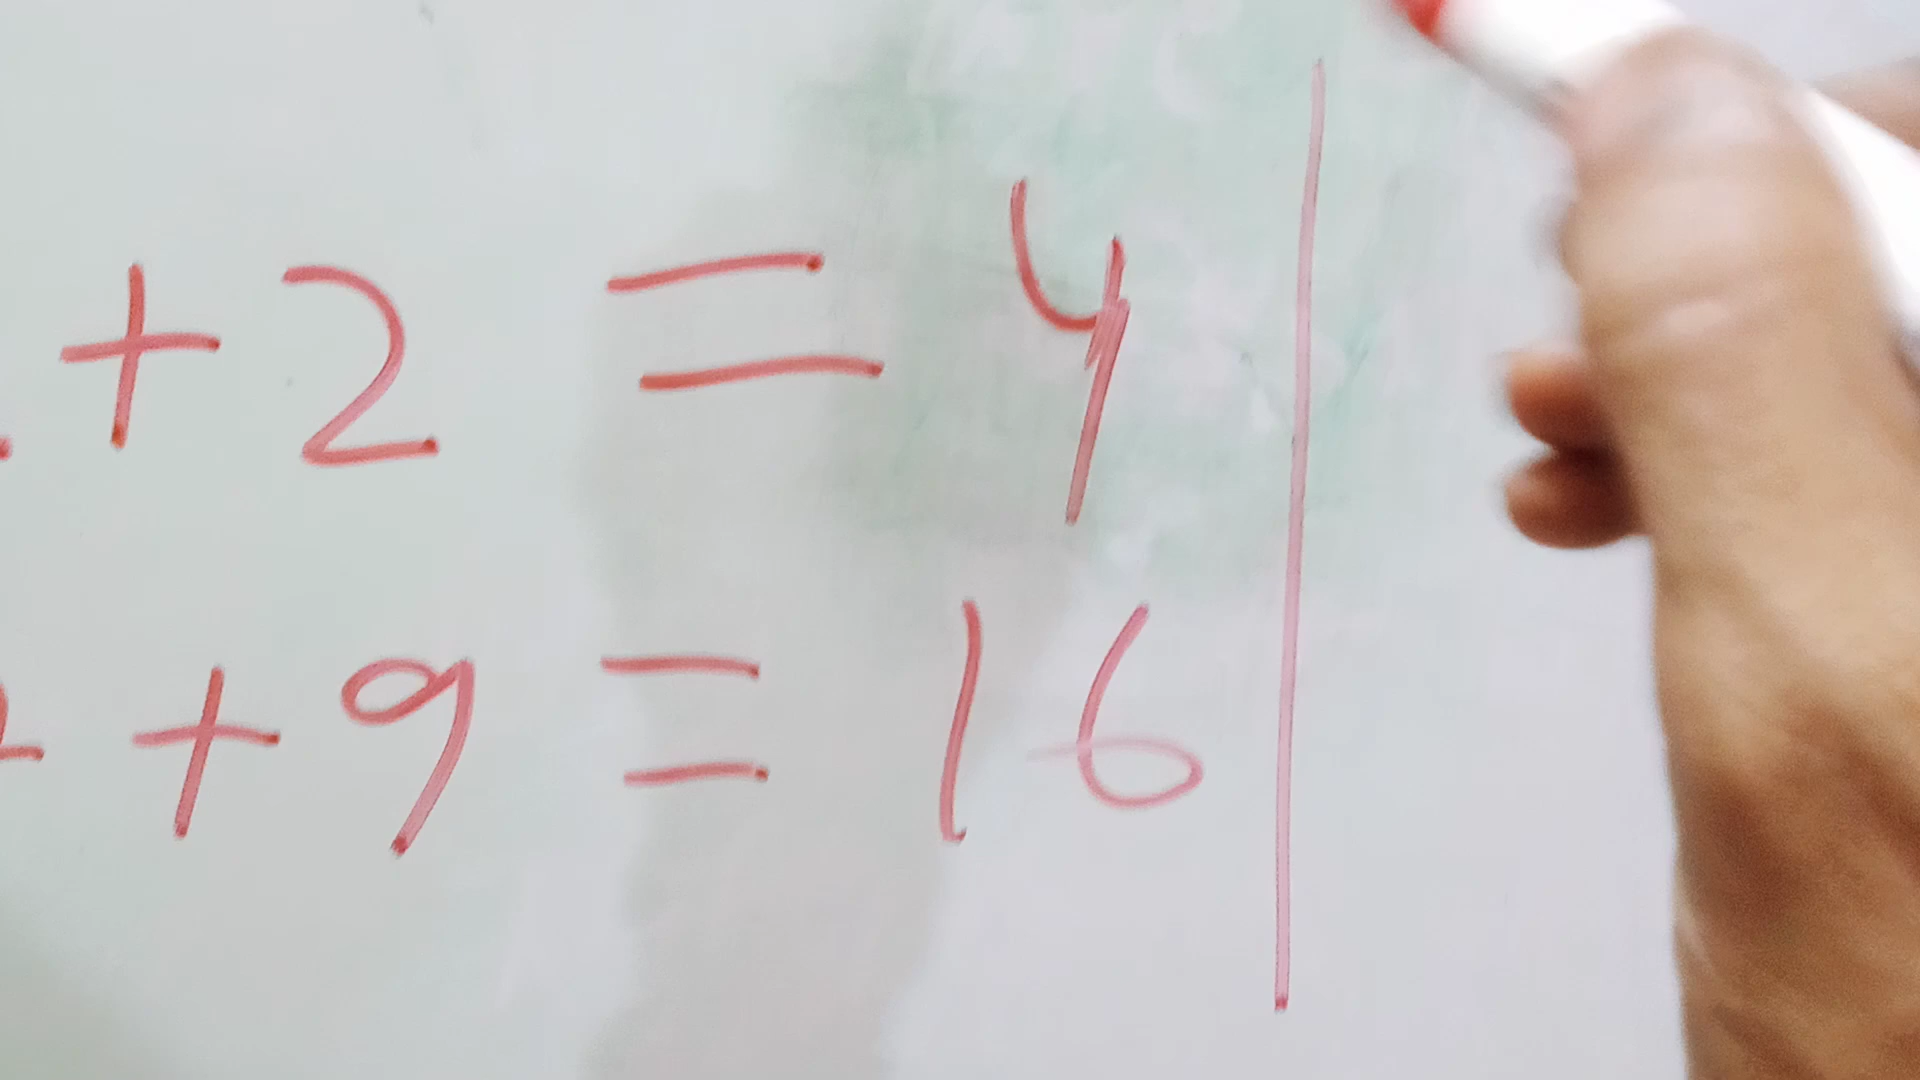 + 2 = 4
+ 9 = 16